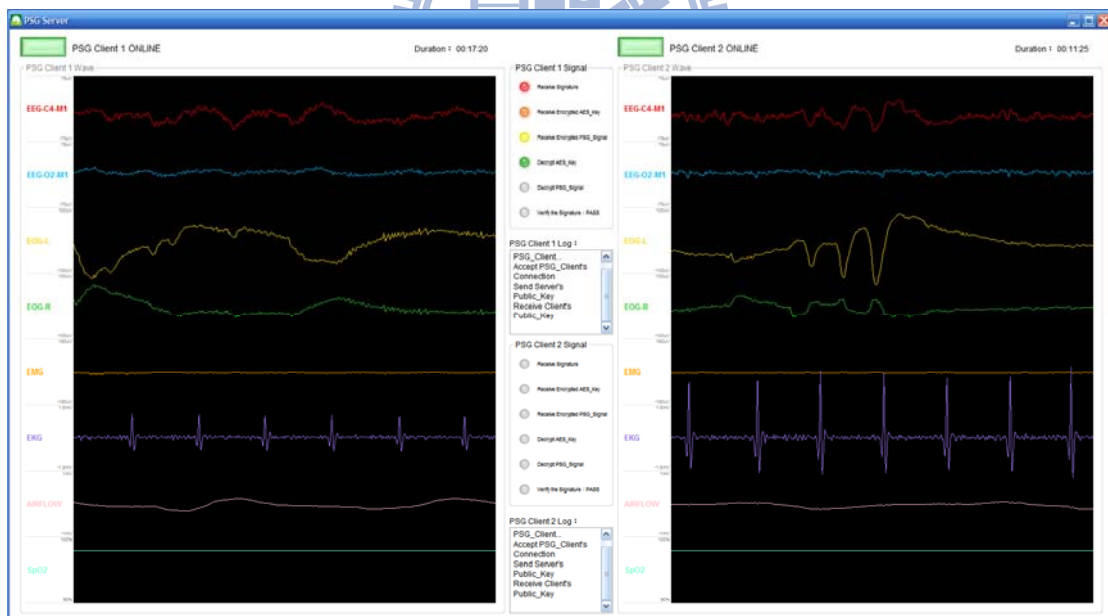 PSG Server
PSG Client 1 ONLINE
Duration : 00:17:20
PSG Client 1 Wave
EEG-C4-M1
EEG-O2-M1
EOG-L
EOG-R
EMG
EKG
AIRFLOW
SpO2
PSG Client 1 Signal
Receive Signature
Receive Encrypted AES_Key
Receive Encrypted PSG_Signal
Decrypt AES_Key
Decrypt PSG_Signal
Verify the Signature : PASS
PSG Client 1 Log :
PSG_Client...
Accept PSG_Client's
Connection
Send Server's
Public_Key
Receive Client's
Public_Key
PSG Client 2 Signal
Receive Signature
Receive Encrypted AES_Key
Receive Encrypted PSG_Signal
Decrypt AES_Key
Decrypt PSG_Signal
Verify the Signature : PASS
PSG Client 2 Log :
PSG_Client...
Accept PSG_Client's
Connection
Send Server's
Public_Key
Receive Client's
Public_Key
PSG Client 2 ONLINE
Duration : 00:11:25
PSG Client 2 Wave
EEG-C4-M1
EEG-O2-M1
EOG-L
EOG-R
EMG
EKG
AIRFLOW
SpO2